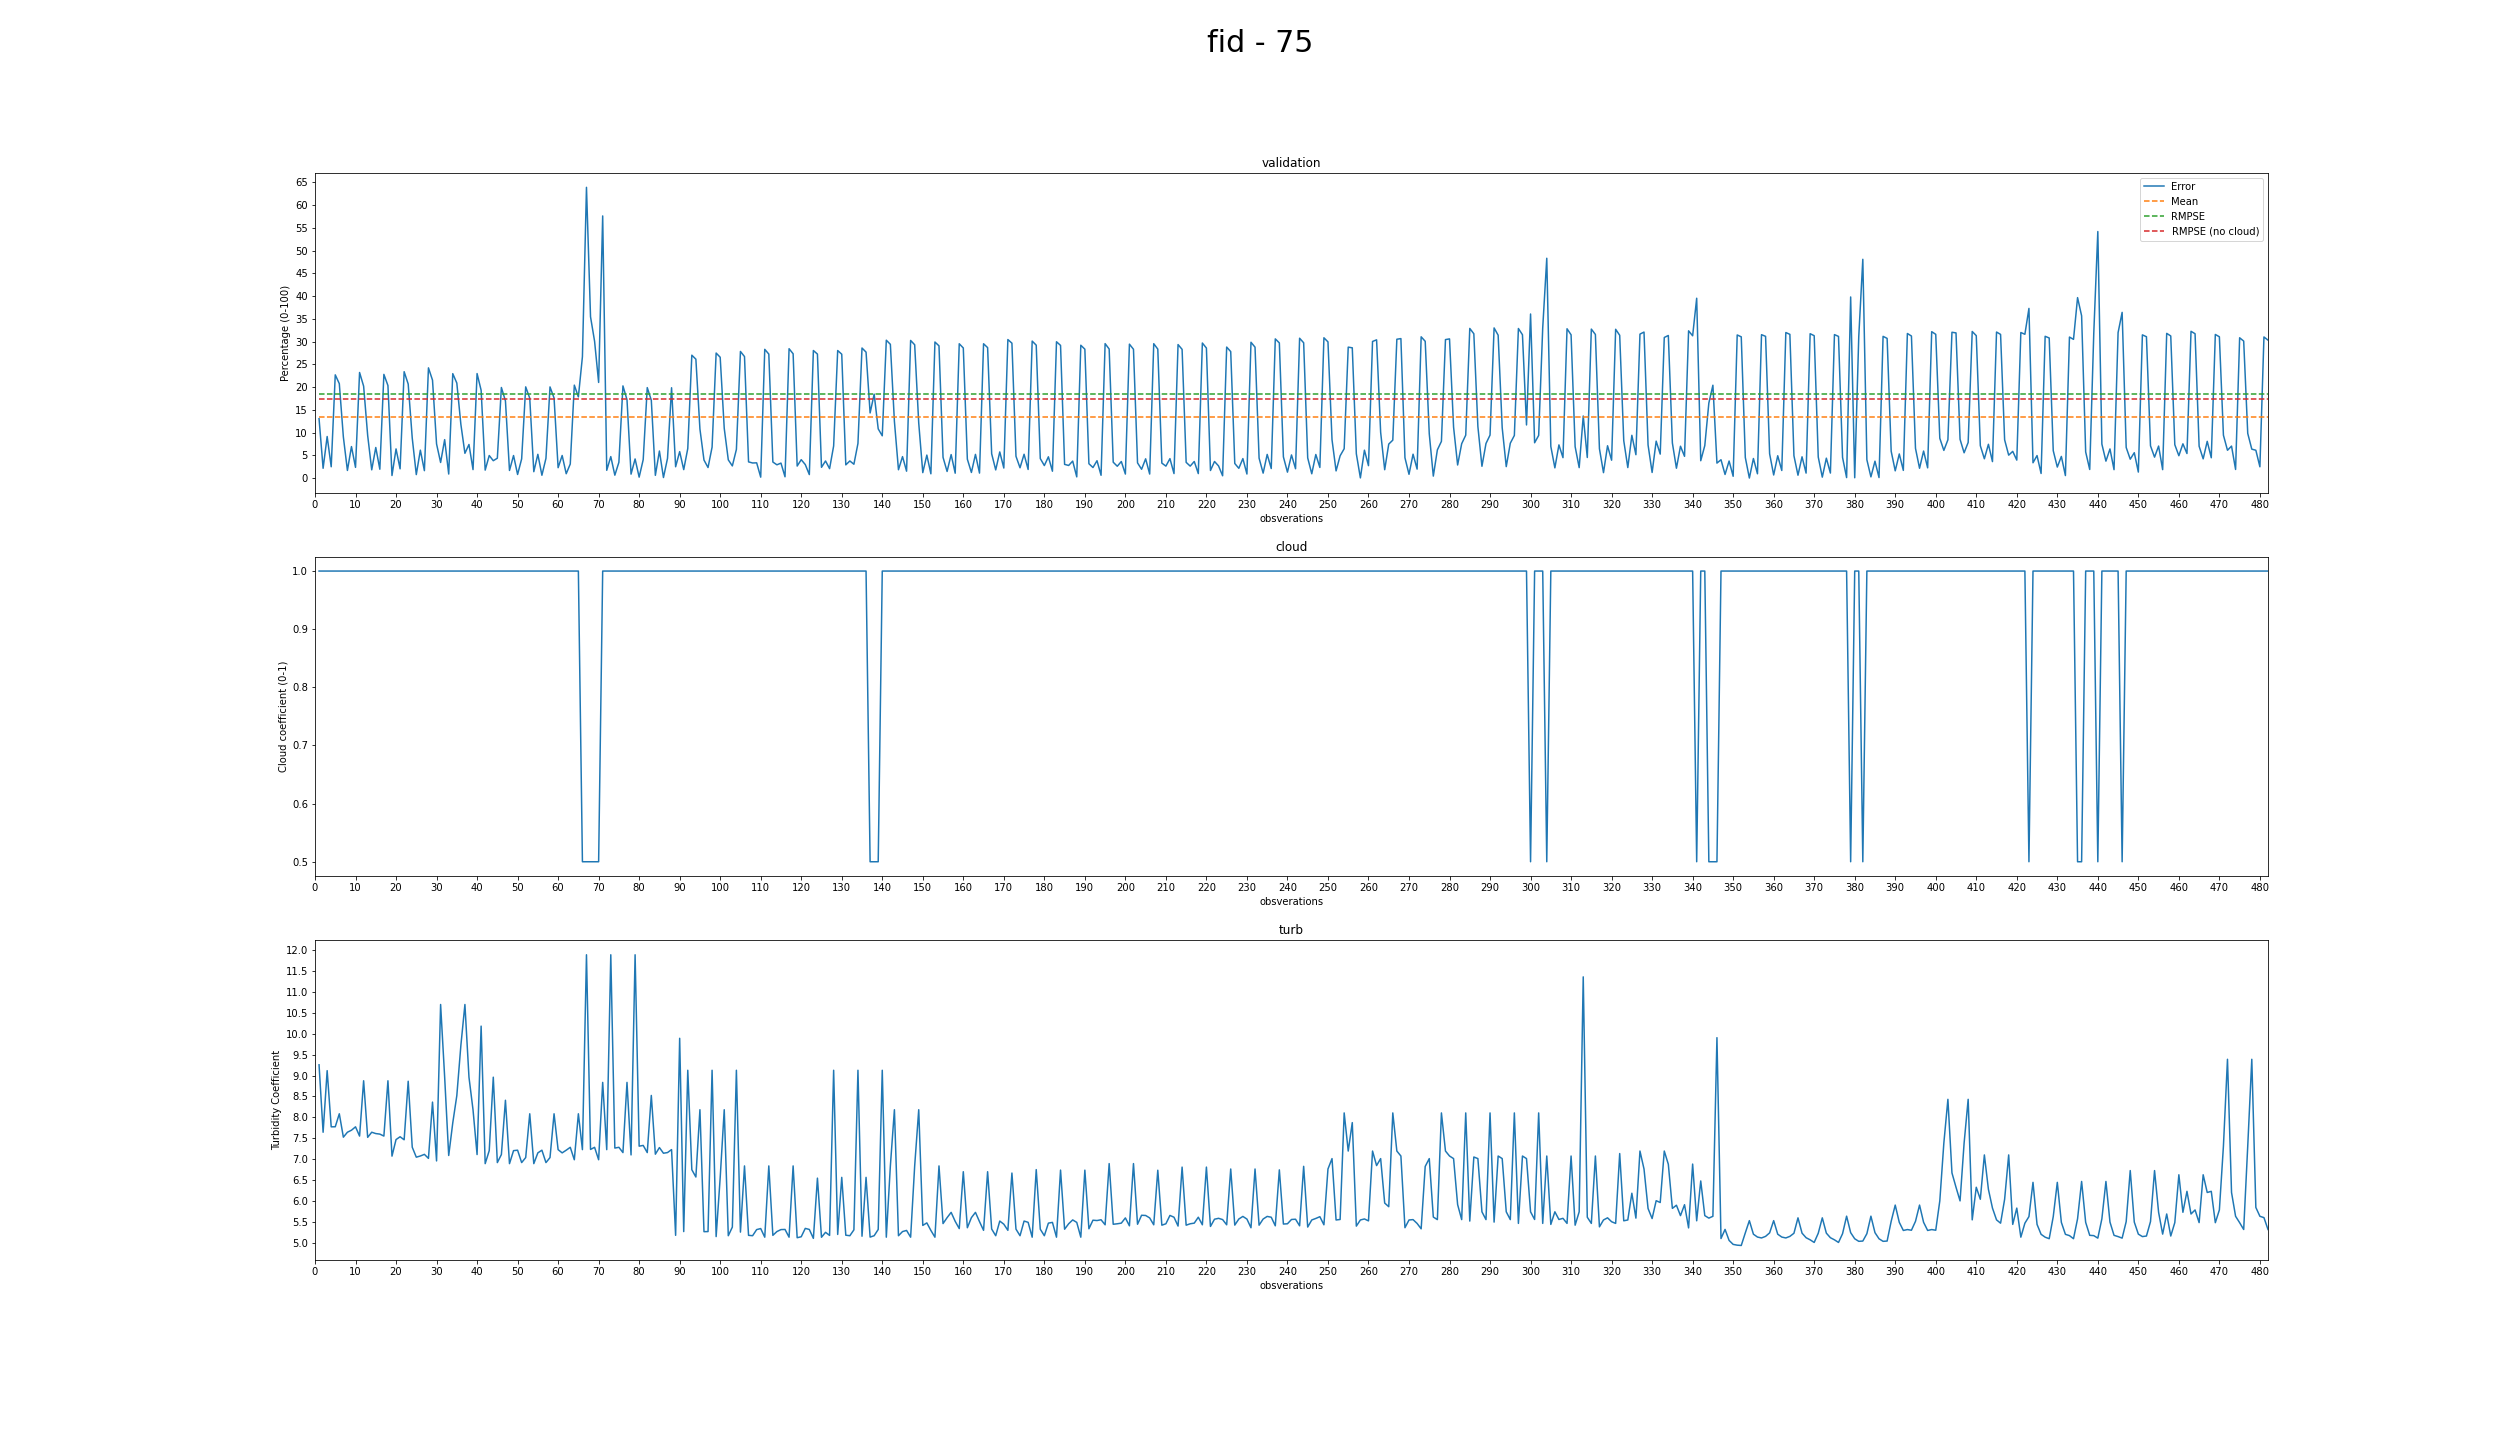 fid - 75
validation
65
60
55
50
45
40
35
30
25
20
15
10
5
0
Percentage (0-100)
Error
Mean
RMPSE
RMPSE (no cloud)
0 10 20 30 40 50 60 70 80 90 100 110 120 130 140 150 160 170 180 190 200 210 220 230 240 250 260 270 280 290 300 310 320 330 340 350 360 370 380 390 400 410 420 430 440 450 460 470 480
obsverations
cloud
1.0
0.9
0.8
0.7
0.6
0.5
Cloud coefficient (0-1)
0 10 20 30 40 50 60 70 80 90 100 110 120 130 140 150 160 170 180 190 200 210 220 230 240 250 260 270 280 290 300 310 320 330 340 350 360 370 380 390 400 410 420 430 440 450 460 470 480
obsverations
turb
12.0
11.5
11.0
10.5
10.0
9.5
9.0
8.5
8.0
7.5
7.0
6.5
6.0
5.5
5.0
Turbidity Coefficient
0 10 20 30 40 50 60 70 80 90 100 110 120 130 140 150 160 170 180 190 200 210 220 230 240 250 260 270 280 290 300 310 320 330 340 350 360 370 380 390 400 410 420 430 440 450 460 470 480
obsverations